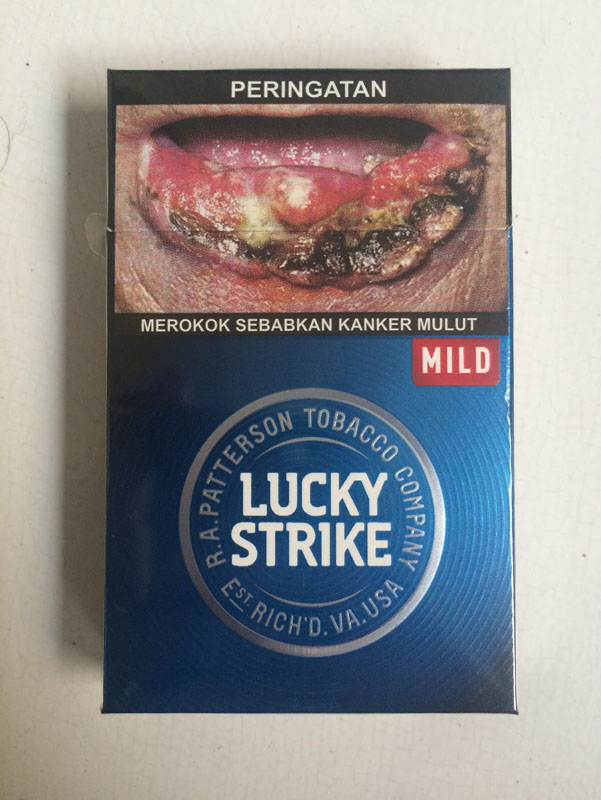 PERINGATAN
MEROKOK SEBABKAN KANKER MULUT
MILD
R.A.PATTERSON TOBACCO COMPANY
LUCKY
STRIKE
EST. RICH'D. VA. USA